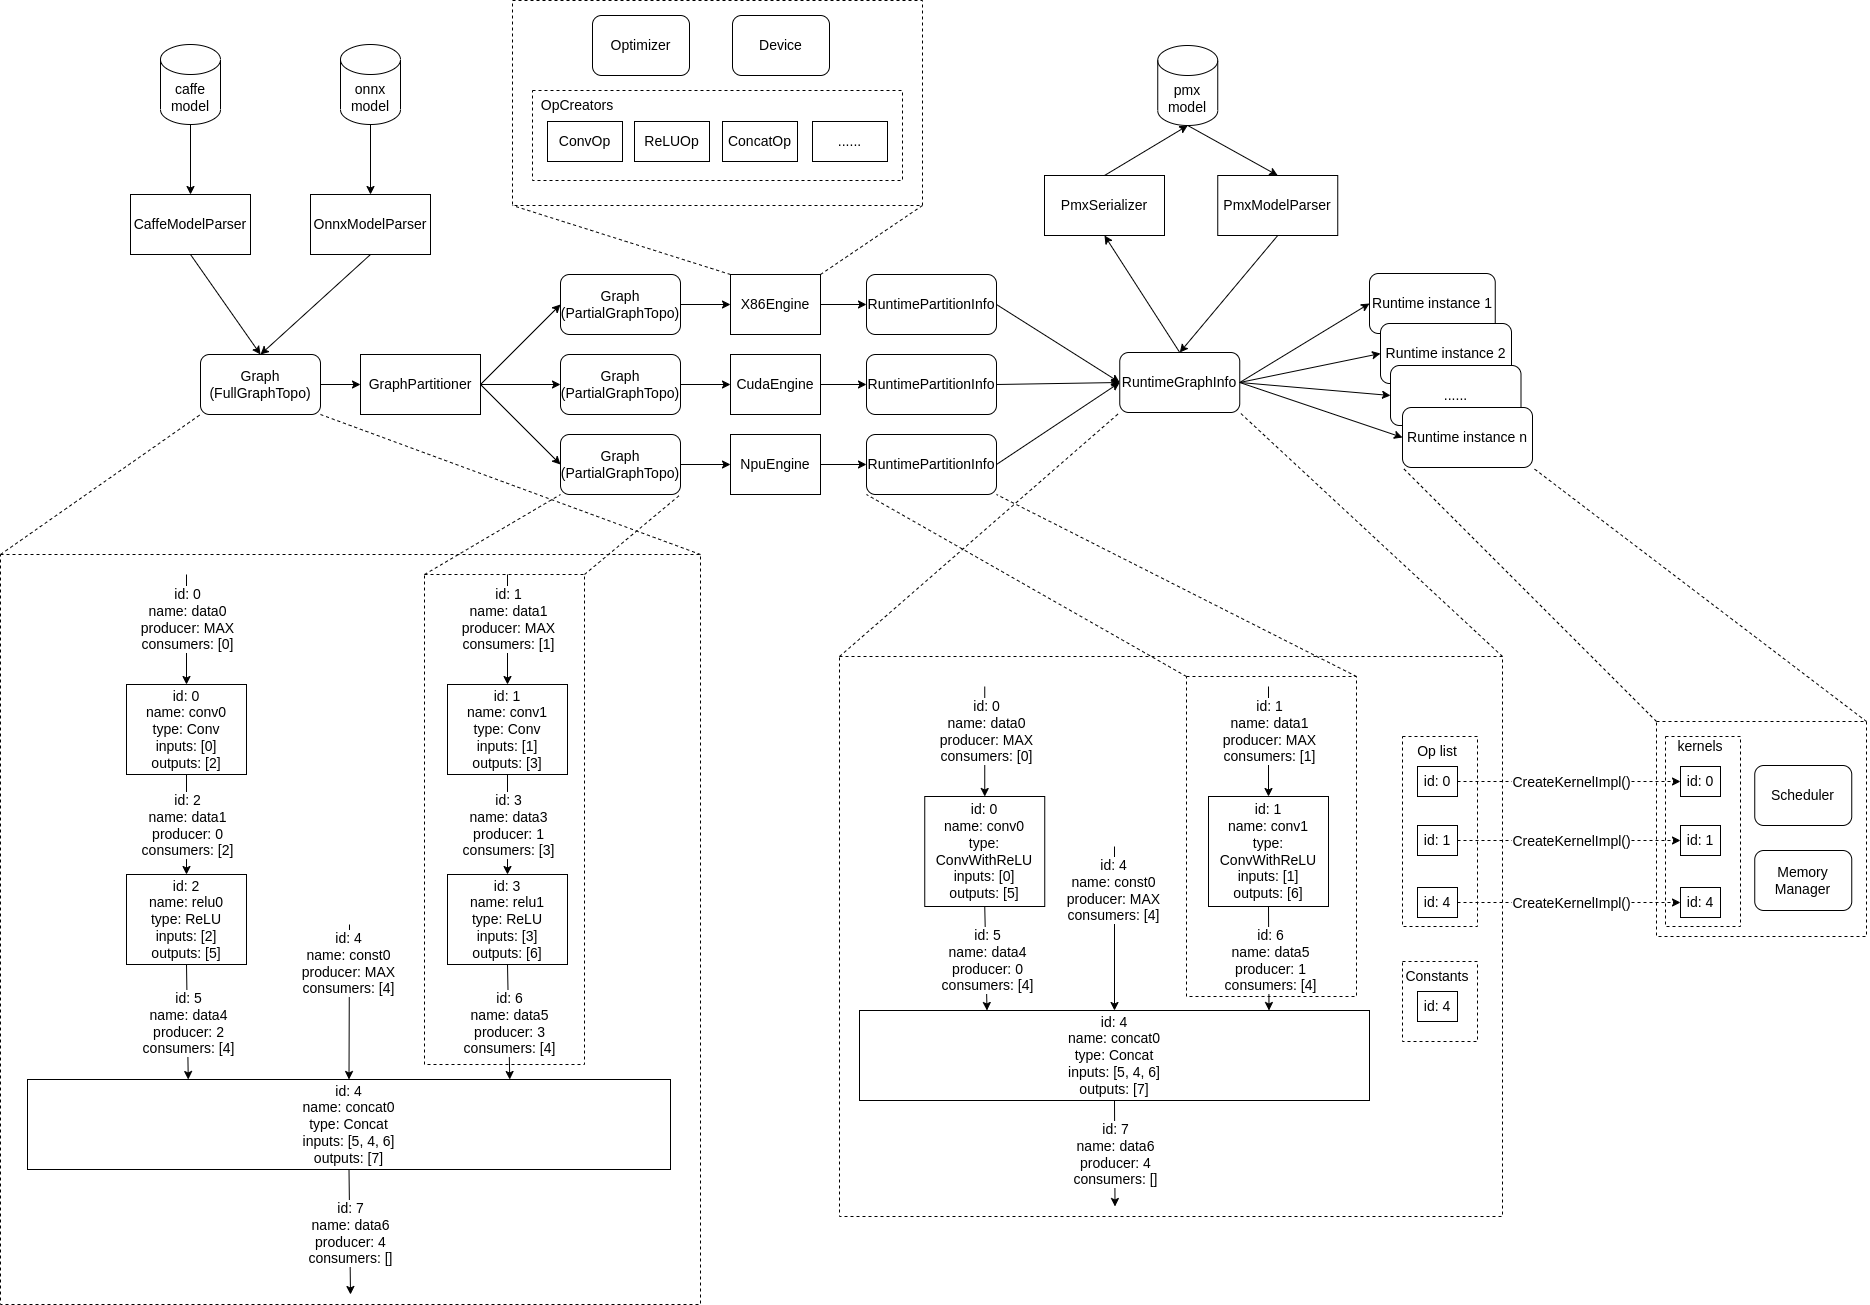 Optimizer
Device
OpCreators
ConvOp
ReLUOp
ConcatOp
......
caffe
model
onnx
model
pmx
model
CaffeModelParser
OnnxModelParser
PmxSerializer
PmxModelParser
Graph
(PartialGraphTopo)
X86Engine
RuntimePartitionInfo
Graph
(FullGraphTopo)
GraphPartitioner
Graph
(PartialGraphTopo)
CudaEngine
RuntimePartitionInfo
Graph
(PartialGraphTopo)
NpuEngine
RuntimePartitionInfo
RuntimeGraphInfo
Runtime instance 1
Runtime instance 2
......
Runtime instance n
id: 0
name: data0
producer: MAX
consumers: [0]
id: 0
name: conv0
type: Conv
inputs: [0]
outputs: [2]
id: 2
name: data1
producer: 0
consumers: [2]
id: 2
name: relu0
type: ReLU
inputs: [2]
outputs: [5]
id: 5
name: data4
producer: 2
consumers: [4]
id: 4
name: const0
producer: MAX
consumers: [4]
id: 1
name: data1
producer: MAX
consumers: [1]
id: 1
name: conv1
type: Conv
inputs: [1]
outputs: [3]
id: 3
name: data3
producer: 1
consumers: [3]
id: 3
name: relu1
type: ReLU
inputs: [3]
outputs: [6]
id: 6
name: data5
producer: 3
consumers: [4]
id: 4
name: concat0
type: Concat
inputs: [5, 4, 6]
outputs: [7]
id: 7
name: data6
producer: 4
consumers: []
id: 0
name: data0
producer: MAX
consumers: [0]
id: 0
name: conv0
type:
ConvWithReLU
inputs: [0]
outputs: [5]
id: 5
name: data4
producer: 0
consumers: [4]
id: 4
name: const0
producer: MAX
consumers: [4]
id: 1
name: data1
producer: MAX
consumers: [1]
id: 1
name: conv1
type:
ConvWithReLU
inputs: [1]
outputs: [6]
id: 6
name: data5
producer: 1
consumers: [4]
id: 4
name: concat0
type: Concat
inputs: [5, 4, 6]
outputs: [7]
id: 7
name: data6
producer: 4
consumers: []
Op list
id: 0
id: 1
id: 4
Constants
id: 4
CreateKernelImpl()
CreateKernelImpl()
CreateKernelImpl()
kernels
id: 0
id: 1
id: 4
Scheduler
Memory
Manager